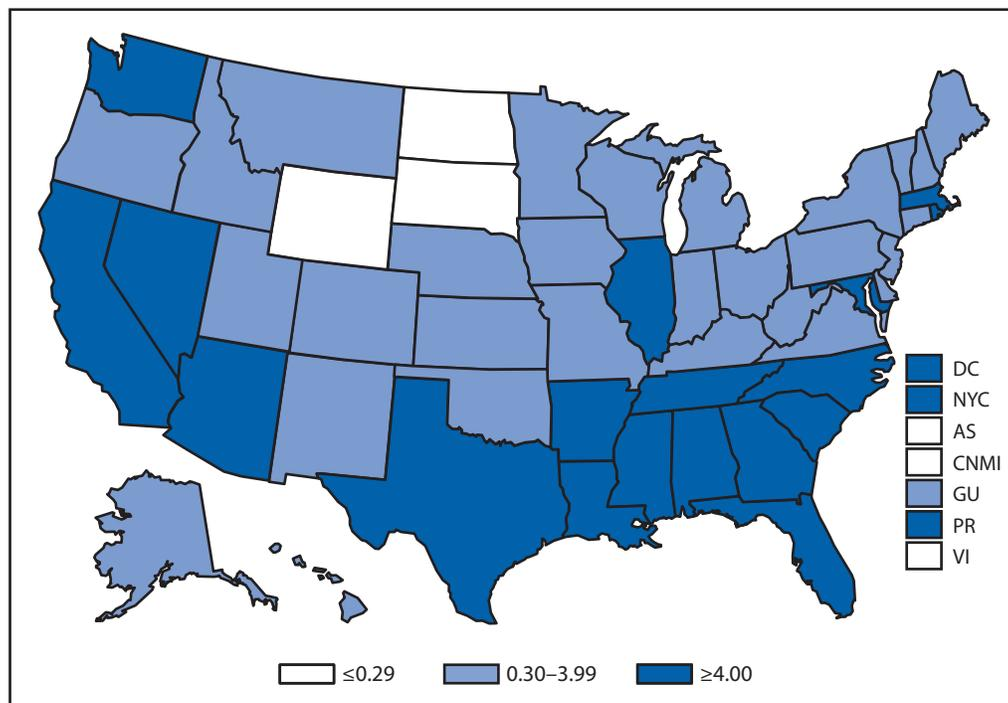 DC
NYC
AS
CNMI
GU
PR
VI
≤0.29 0.30–3.99 ≥4.00